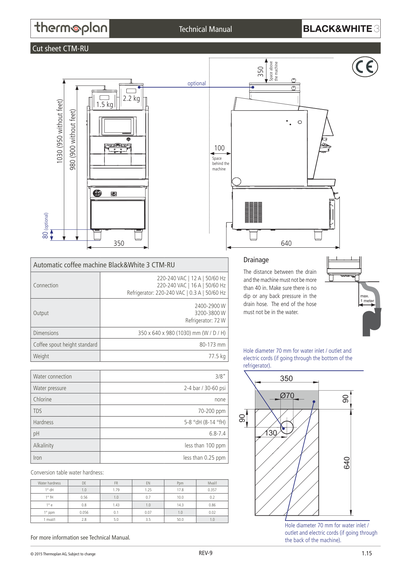 thermoplan
Technical Manual
BLACK&WHITE3
Cut sheet CTM-RU
350
Space above
the machine
CE
optional
1.5 kg
2.2 kg
1030 (950 without feet)
980 (900 without feet)
80 (optional)
100
Space
behind the
machine
350
640
Automatic coffee machine Black&White 3 CTM-RU
Connection
220-240 VAC | 12 A | 50/60 Hz
220-240 VAC | 16 A | 50/60 Hz
Refrigerator: 220-240 VAC | 0.3 A | 50/60 Hz
Output
2400-2900 W
3200-3800 W
Refrigerator: 72 W
Dimensions 350 x 640 x 980 (1030) mm (W / D / H)
Coffee spout height standard 80-173 mm
Weight 77.5 kg
Drainage
The distance between the drain
and the machine must not be more
than 40 in. Make sure there is no
dip or any back pressure in the
drain hose. The end of the hose
must not be in the water.
max.
1 meter
Water connection 3/8"
Water pressure 2-4 bar / 30-60 psi
Chlorine none
TDS 70-200 ppm
Hardness 5-8 °dH (8-14 °fH)
pH 6.8-7.4
Alkalinity less than 100 ppm
Iron less than 0.25 ppm
Hole diameter 70 mm for water inlet / outlet and
electric cords (if going through the bottom of the
refrigerator).
350
Ø70
90
90
130
640
Hole diameter 70 mm for water inlet /
outlet and electric cords (if going through
the back of the machine).
Conversion table water hardness:
Water hardness
1° dH 1.0 1.79 1.25 17.8
1° fH 0.56 1.0 0.7 10.0 0.2
1° e 0.8 1.43 1.0 14.3
1° ppm 0.056 0.1 0.07 1.0 0.02
1 mval/l 2.8 5.0 3.5 50.0 1.0
For more information see Technical Manual.
© 2015 Thermoplan AG, Subject to change
REV-9
1.15